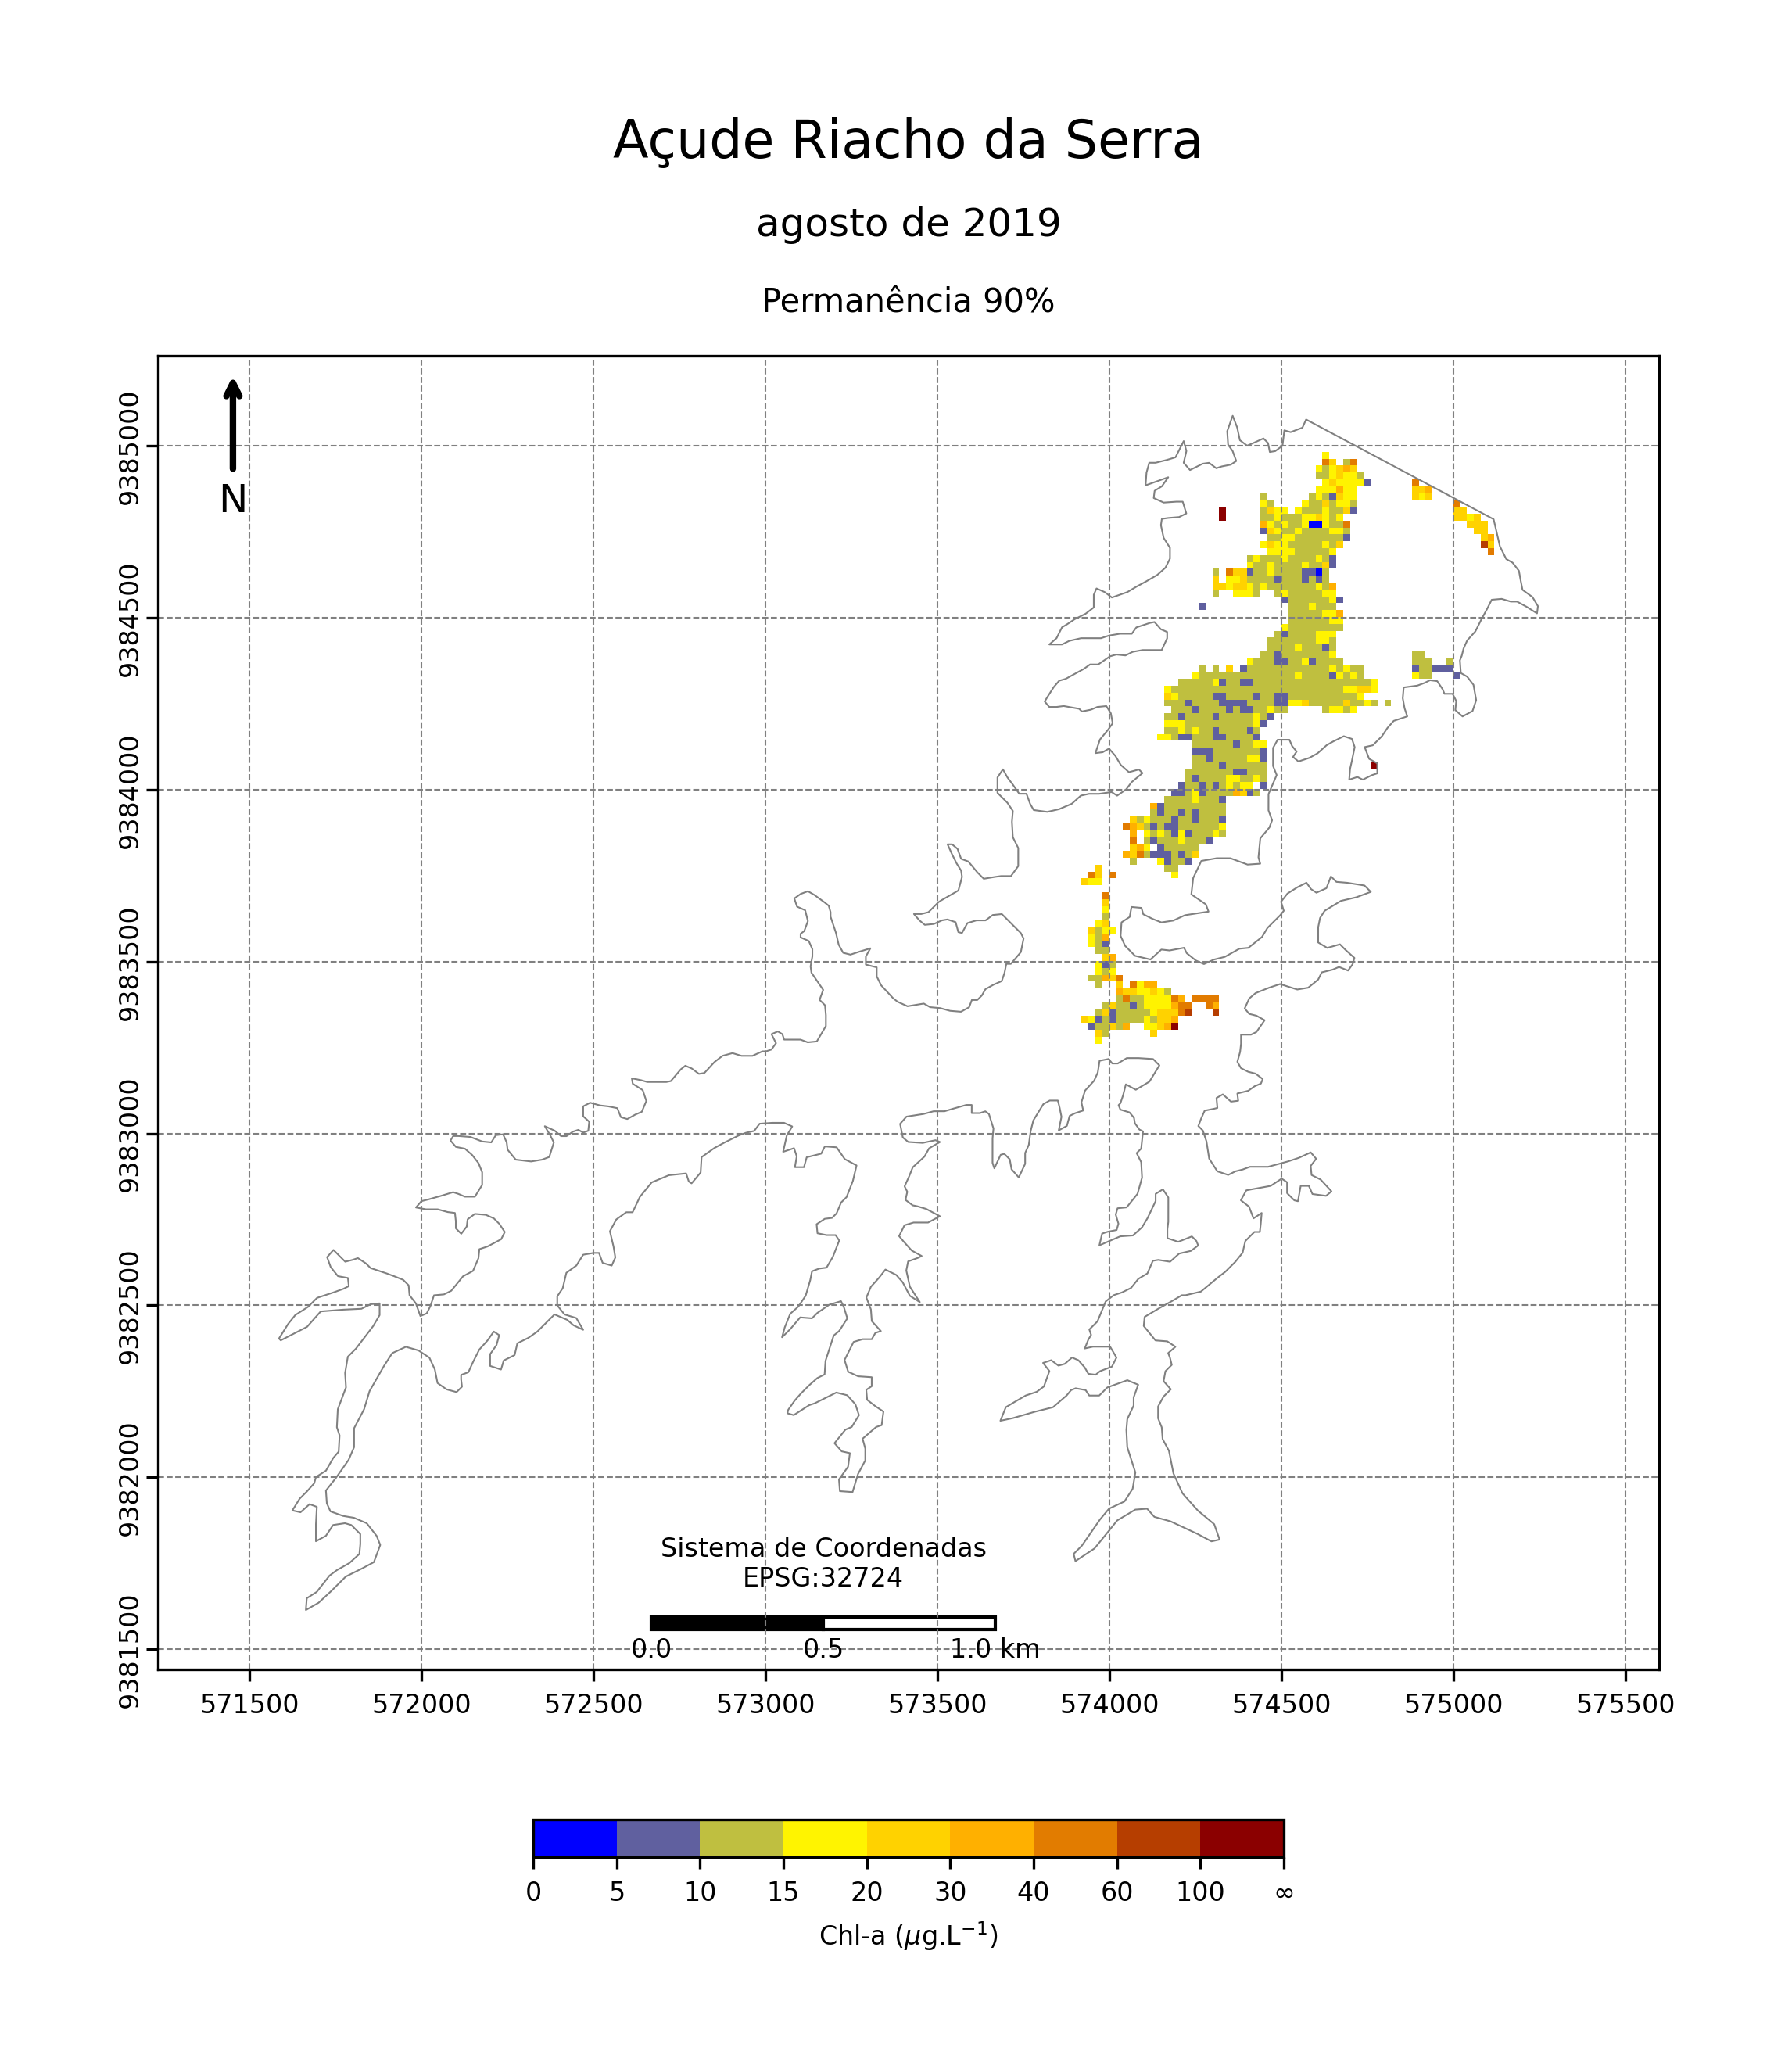 Açude Riacho da Serra
agosto de 2019
Permanência 90%
N
9385000
9384500
9384000
9383500
9383000
9382500
9382000
9381500
Sistema de Coordenadas
EPSG:32724
0.0 0.5 1.0 km
571500 572000 572500 573000 573500 574000 574500 575000 575500
0 5 10 15 20 30 40 60 100 ∞
Chl-a (μg.L⁻¹)